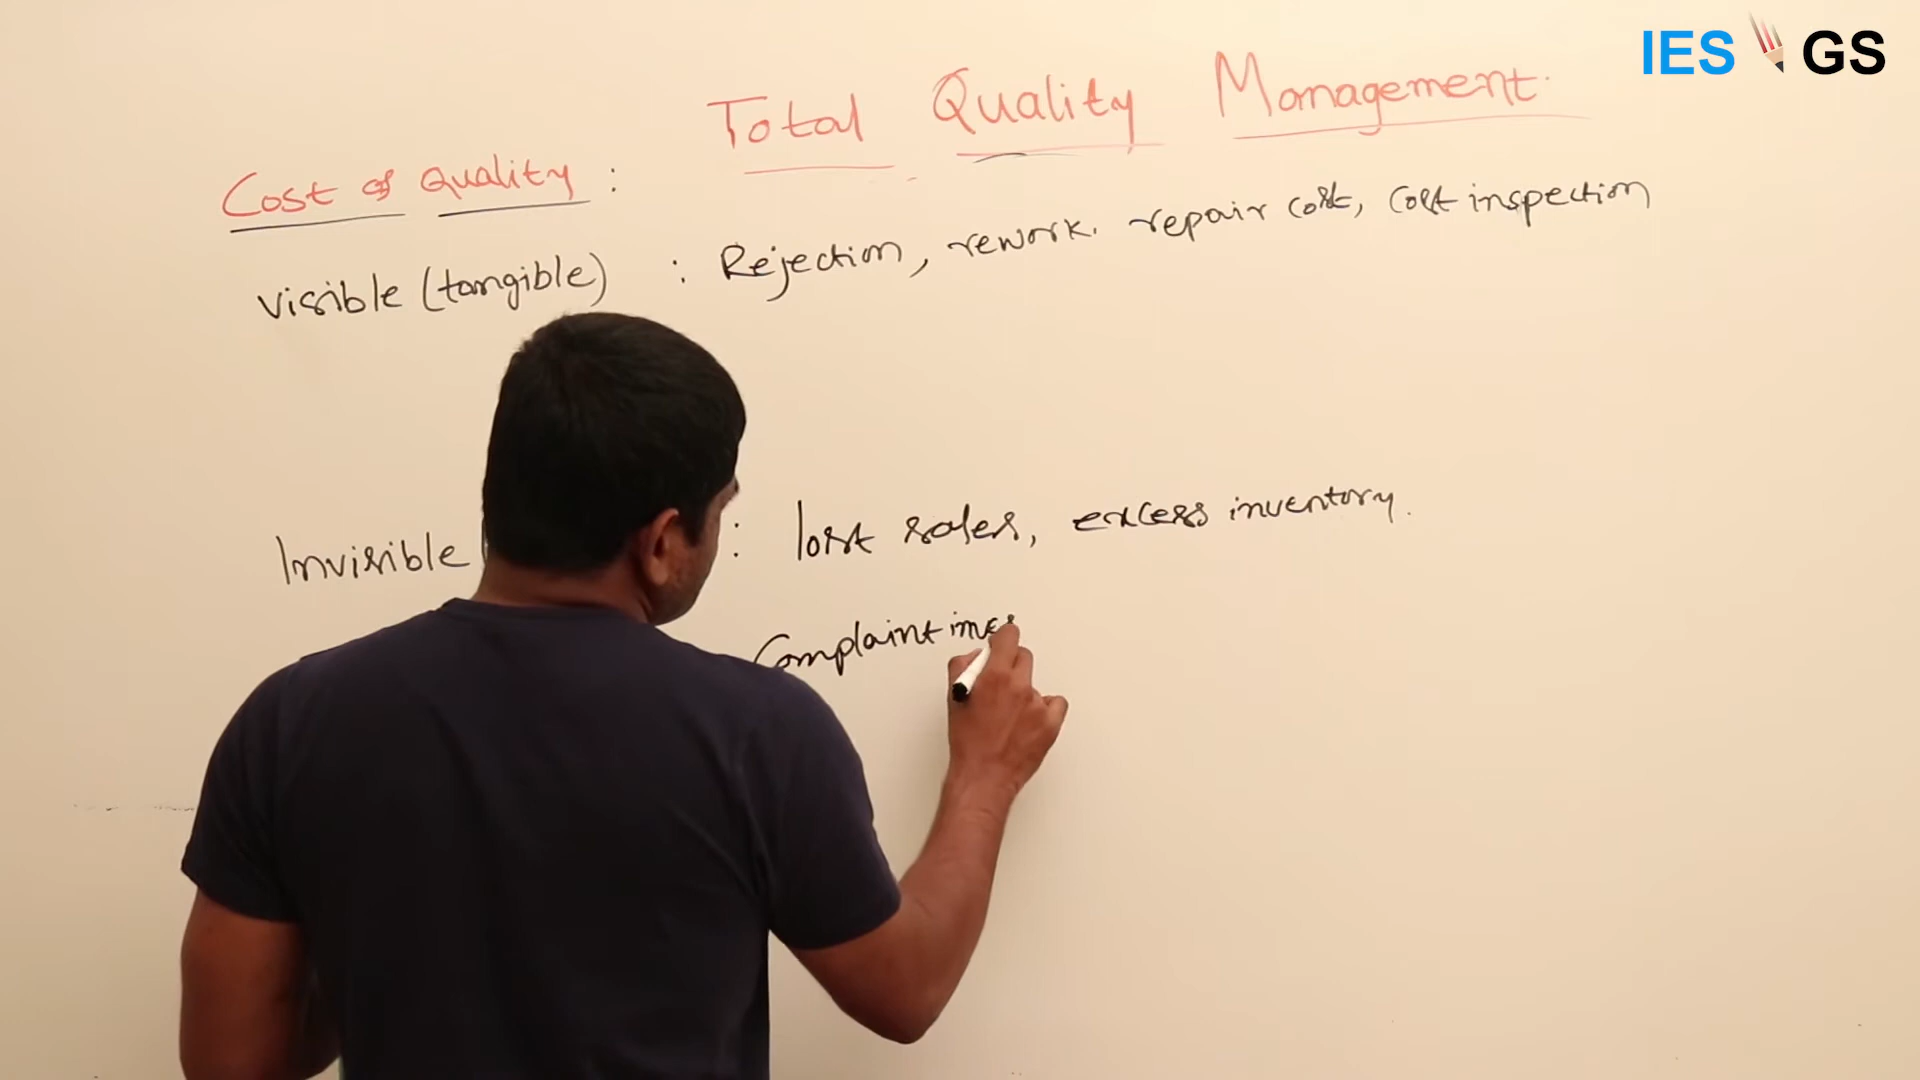 IES GS
Total Quality Management.
Cost of Quality :
Visible (tangible) : Rejection, rework. repair cost, Cost inspection
Invisible : lost sales, excess inventory.
Complaint